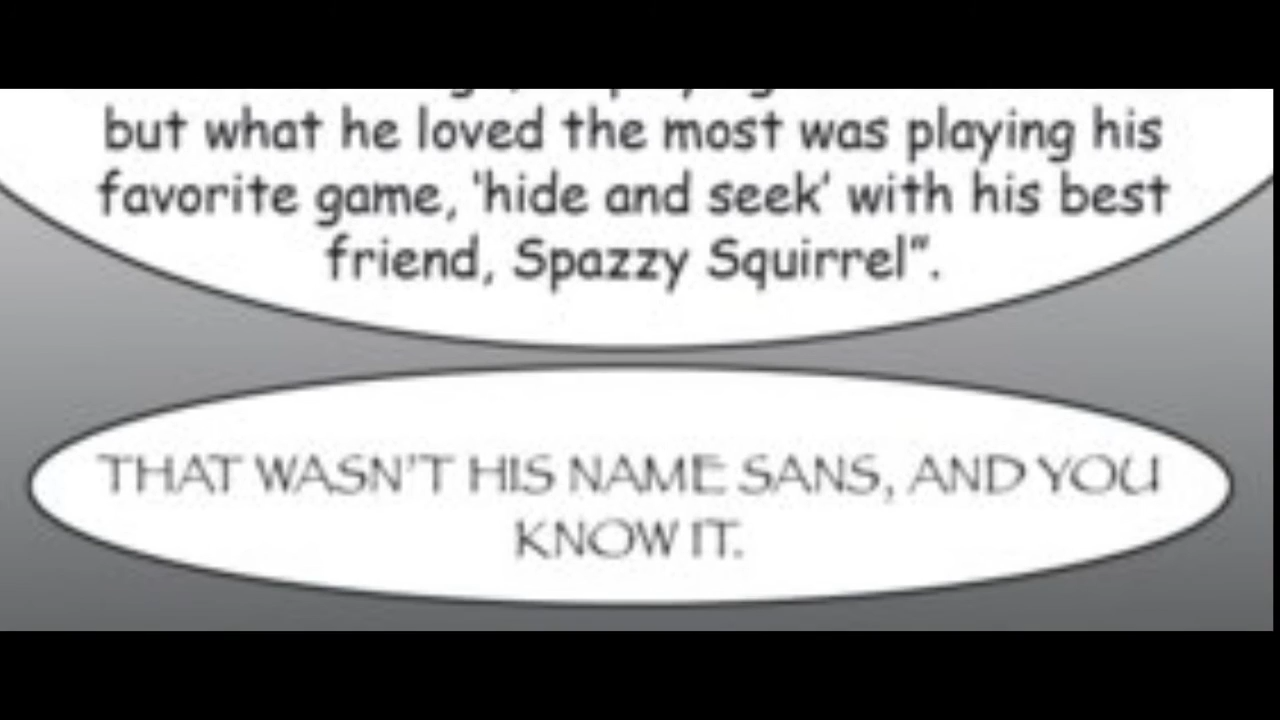 but what he loved the most was playing his
favorite game, 'hide and seek' with his best
friend, Spazzy Squirrel”.
THAT WASN'T HIS NAME SANS, AND YOU
KNOW IT.